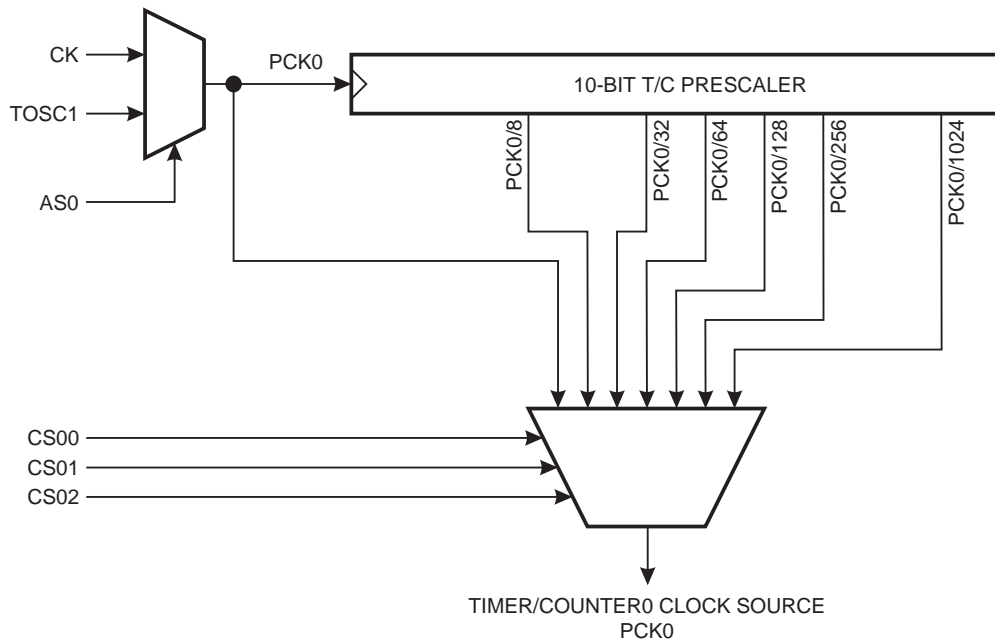 CK
PCK0
10-BIT T/C PRESCALER
TOSC1
PCK0/8
PCK0/32
PCK0/64
PCK0/128
PCK0/256
PCK0/1024
AS0
CS00
CS01
CS02
TIMER/COUNTER0 CLOCK SOURCE
PCK0